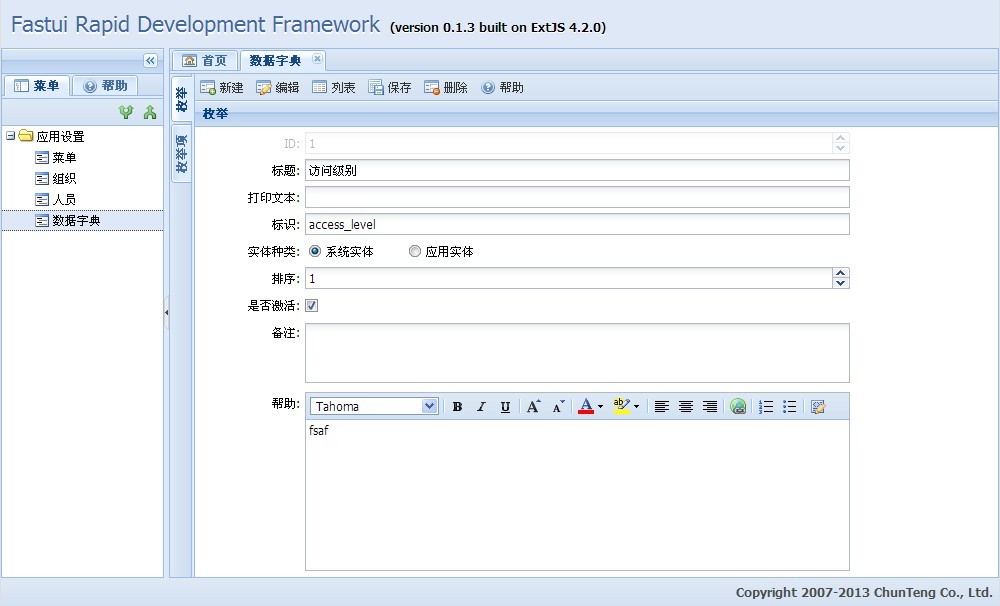 Fastui Rapid Development Framework (version 0.1.3 built on ExtJS 4.2.0)
首页 数据字典
菜单 帮助
新建 编辑 列表 保存 删除 帮助
枚举
枚举项
枚举
应用设置
菜单
组织
人员
数据字典
ID: 1
标题: 访问级别
打印文本:
标识: access_level
实体种类: 系统实体 应用实体
排序: 1
是否激活:
备注:
帮助: Tahoma B I U A A A ab
fsaf
Copyright 2007-2013 ChunTeng Co., Ltd.